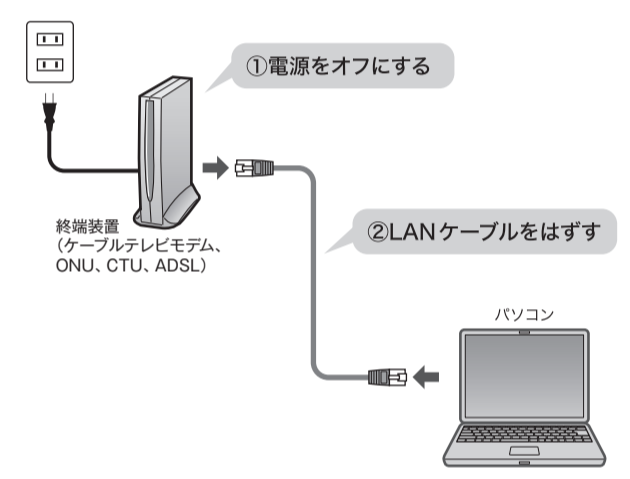 ①電源をオフにする
終端装置
（ケーブルテレビモデム、
ONU、CTU、ADSL）
②LANケーブルをはずす
パソコン